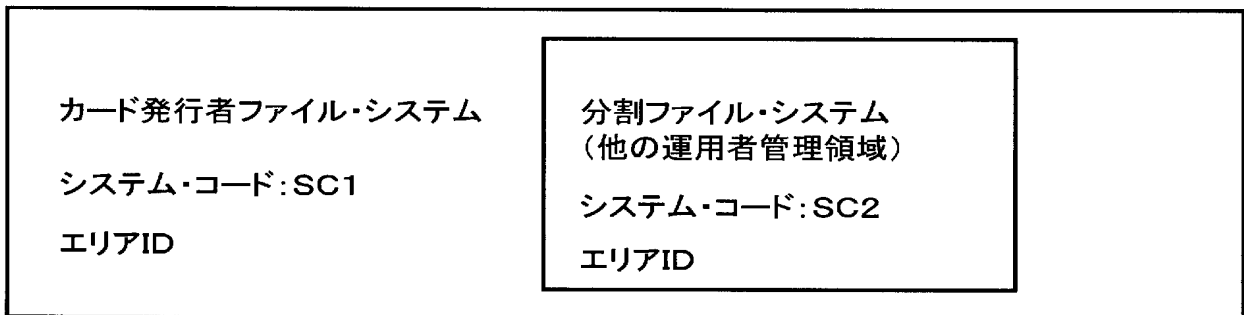 カード発行者ファイル・システム
システム・コード:SC1
エリアID
分割ファイル・システム
(他の運用者管理領域)
システム・コード:SC2
エリアID